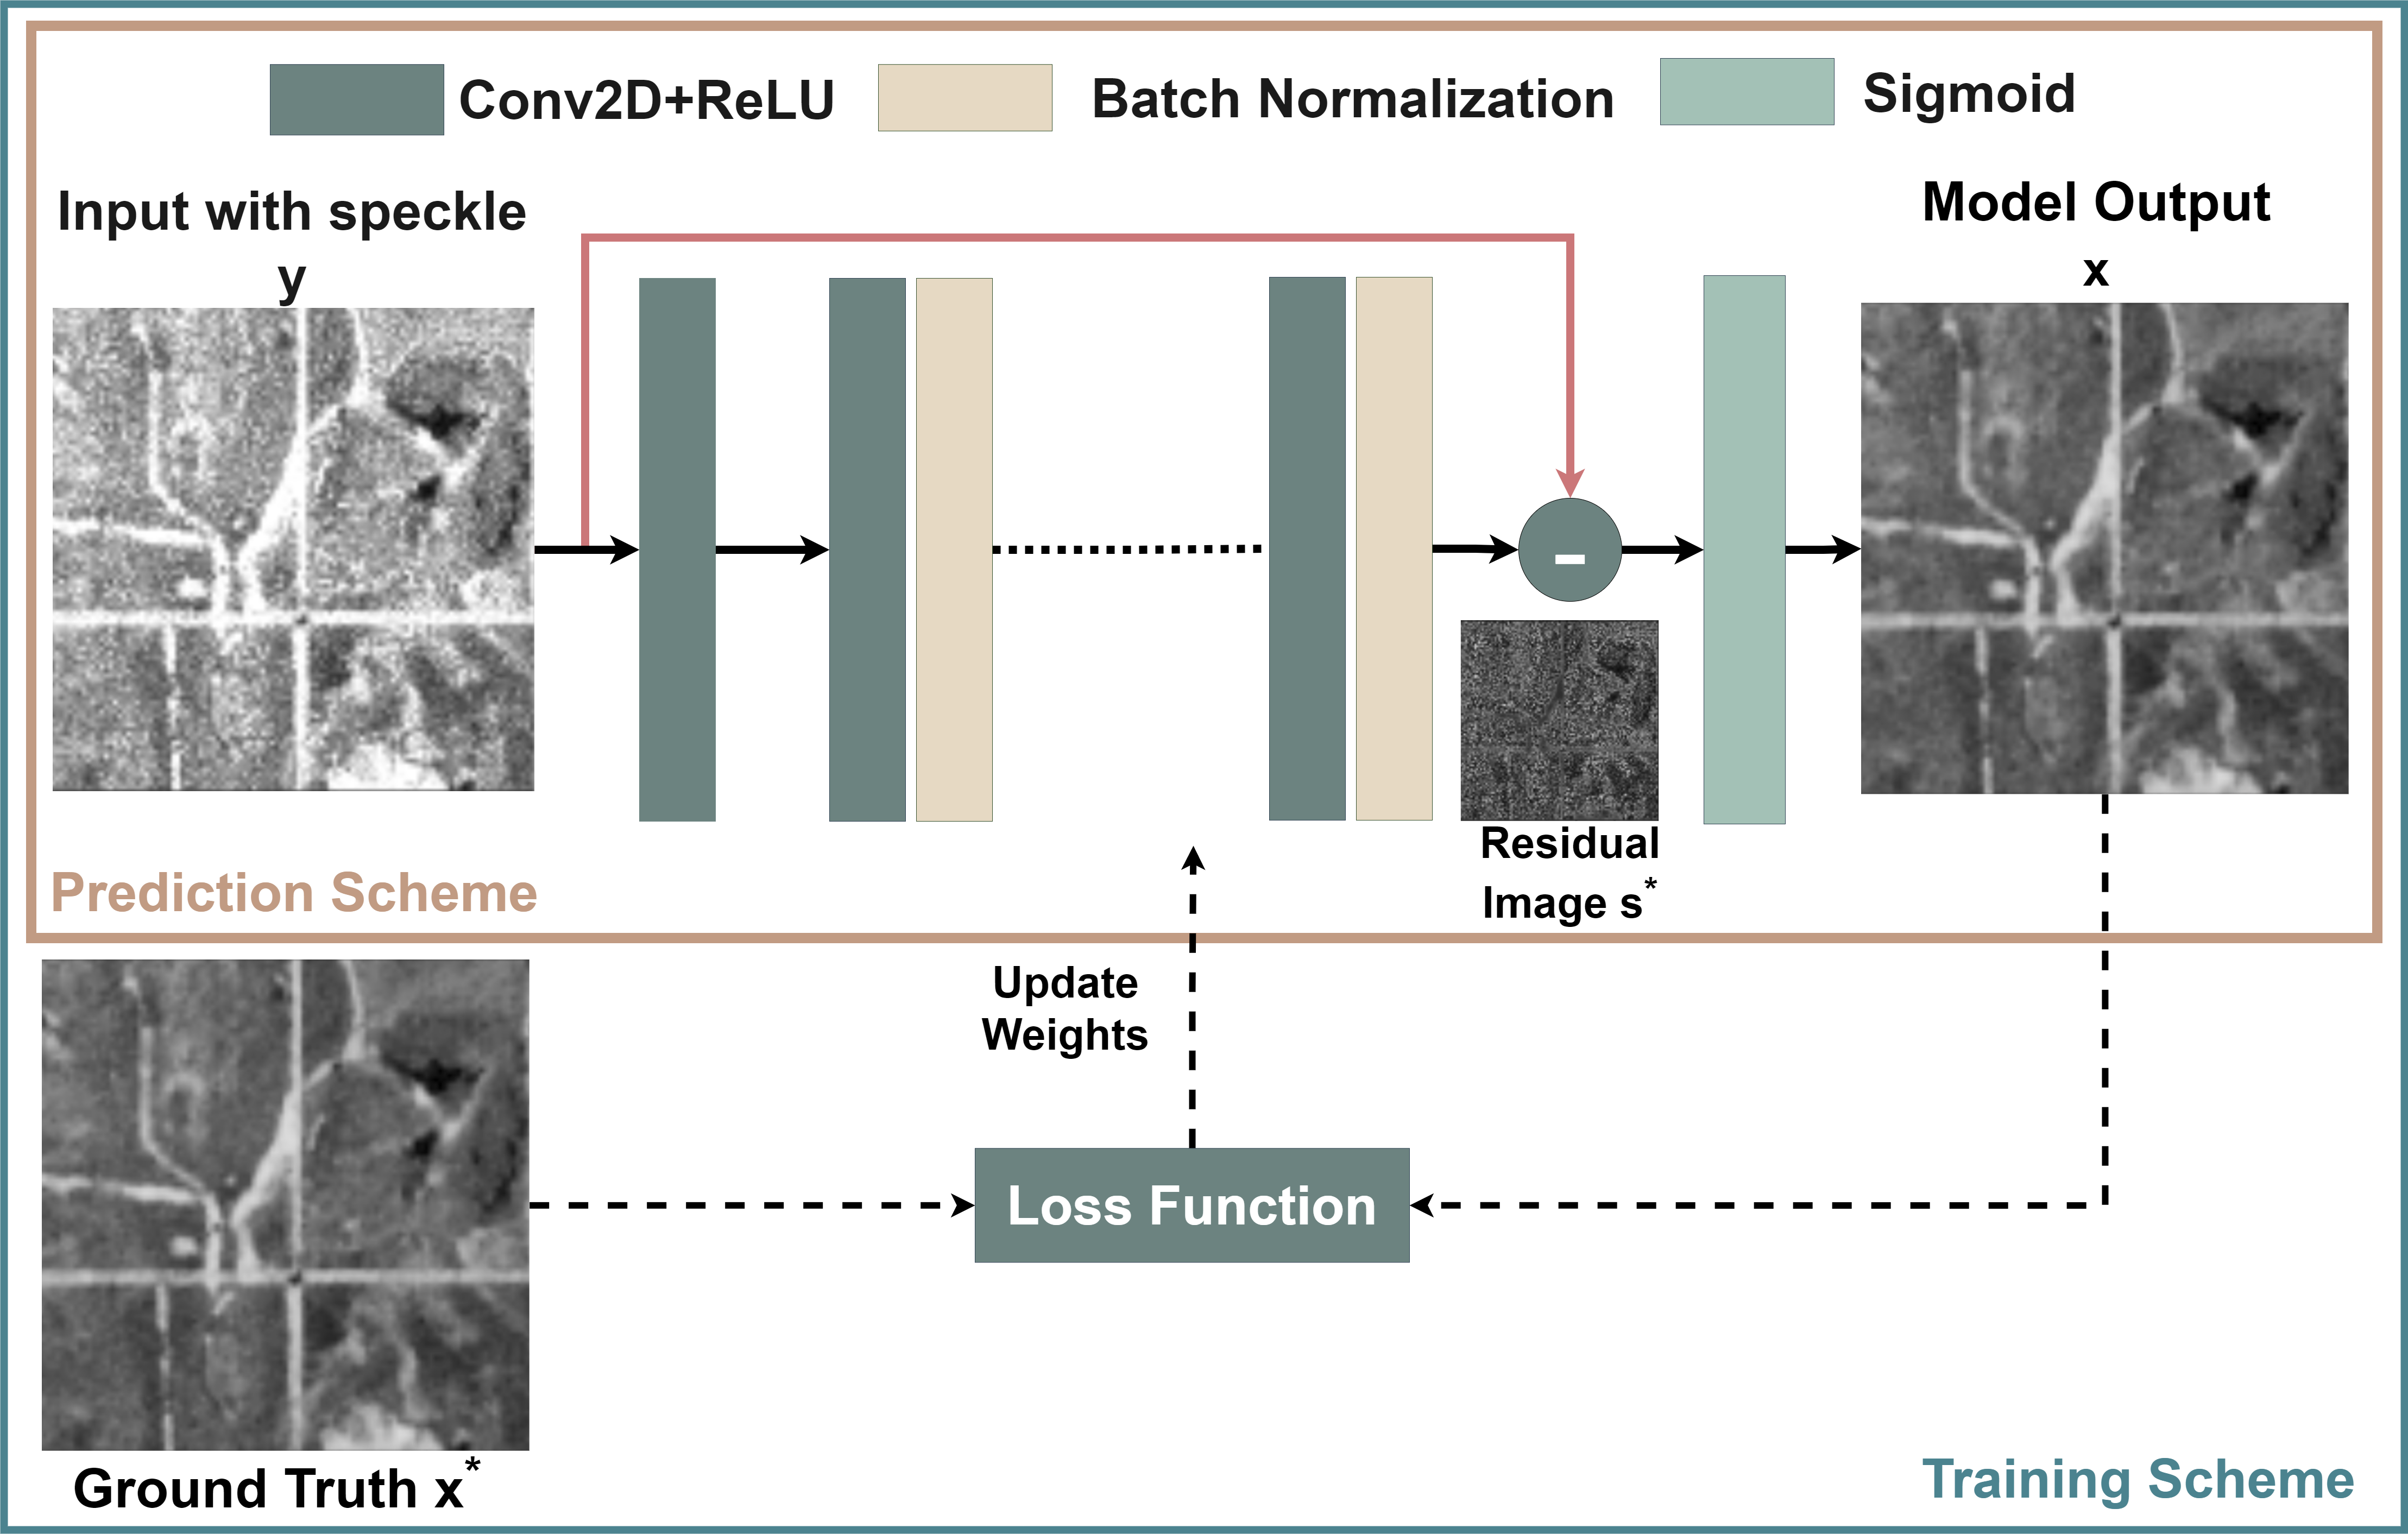 Conv2D+ReLU
Batch Normalization
Sigmoid
Input with speckle
y
Model Output
x
-
Residual
Image s*
Prediction Scheme
Update
Weights
Loss Function
Ground Truth x*
Training Scheme